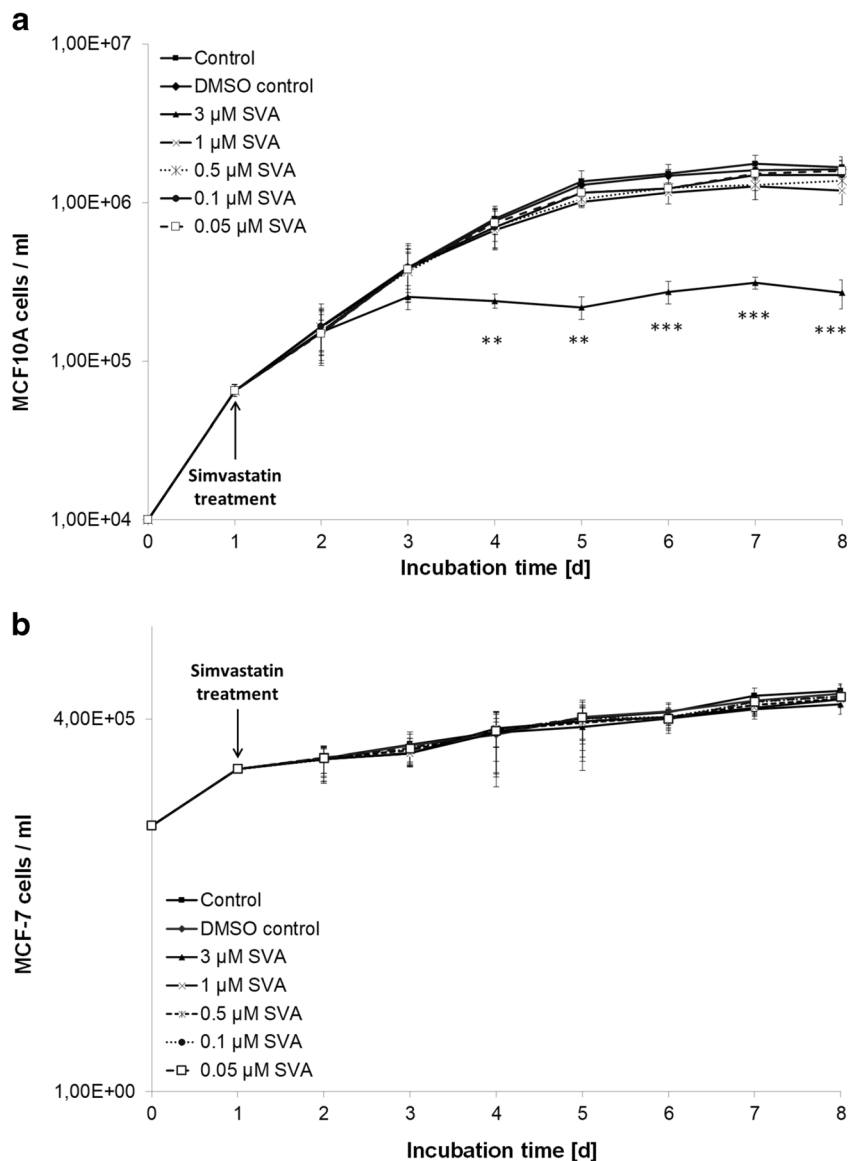 a
1,00E+07
Control
DMSO control
3 µM SVA
1 µM SVA
0.5 µM SVA
0.1 µM SVA
0.05 µM SVA
1,00E+06
MCF10A cells / ml
** ** *** *** ***
1,00E+05
Simvastatin
treatment
1,00E+04
0 1 2 3 4 5 6 7 8
Incubation time [d]
b
Simvastatin
treatment
4,00E+05
MCF-7 cells / ml
Control
DMSO control
3 µM SVA
1 µM SVA
0.5 µM SVA
0.1 µM SVA
0.05 µM SVA
1,00E+00
0 1 2 3 4 5 6 7 8
Incubation time [d]